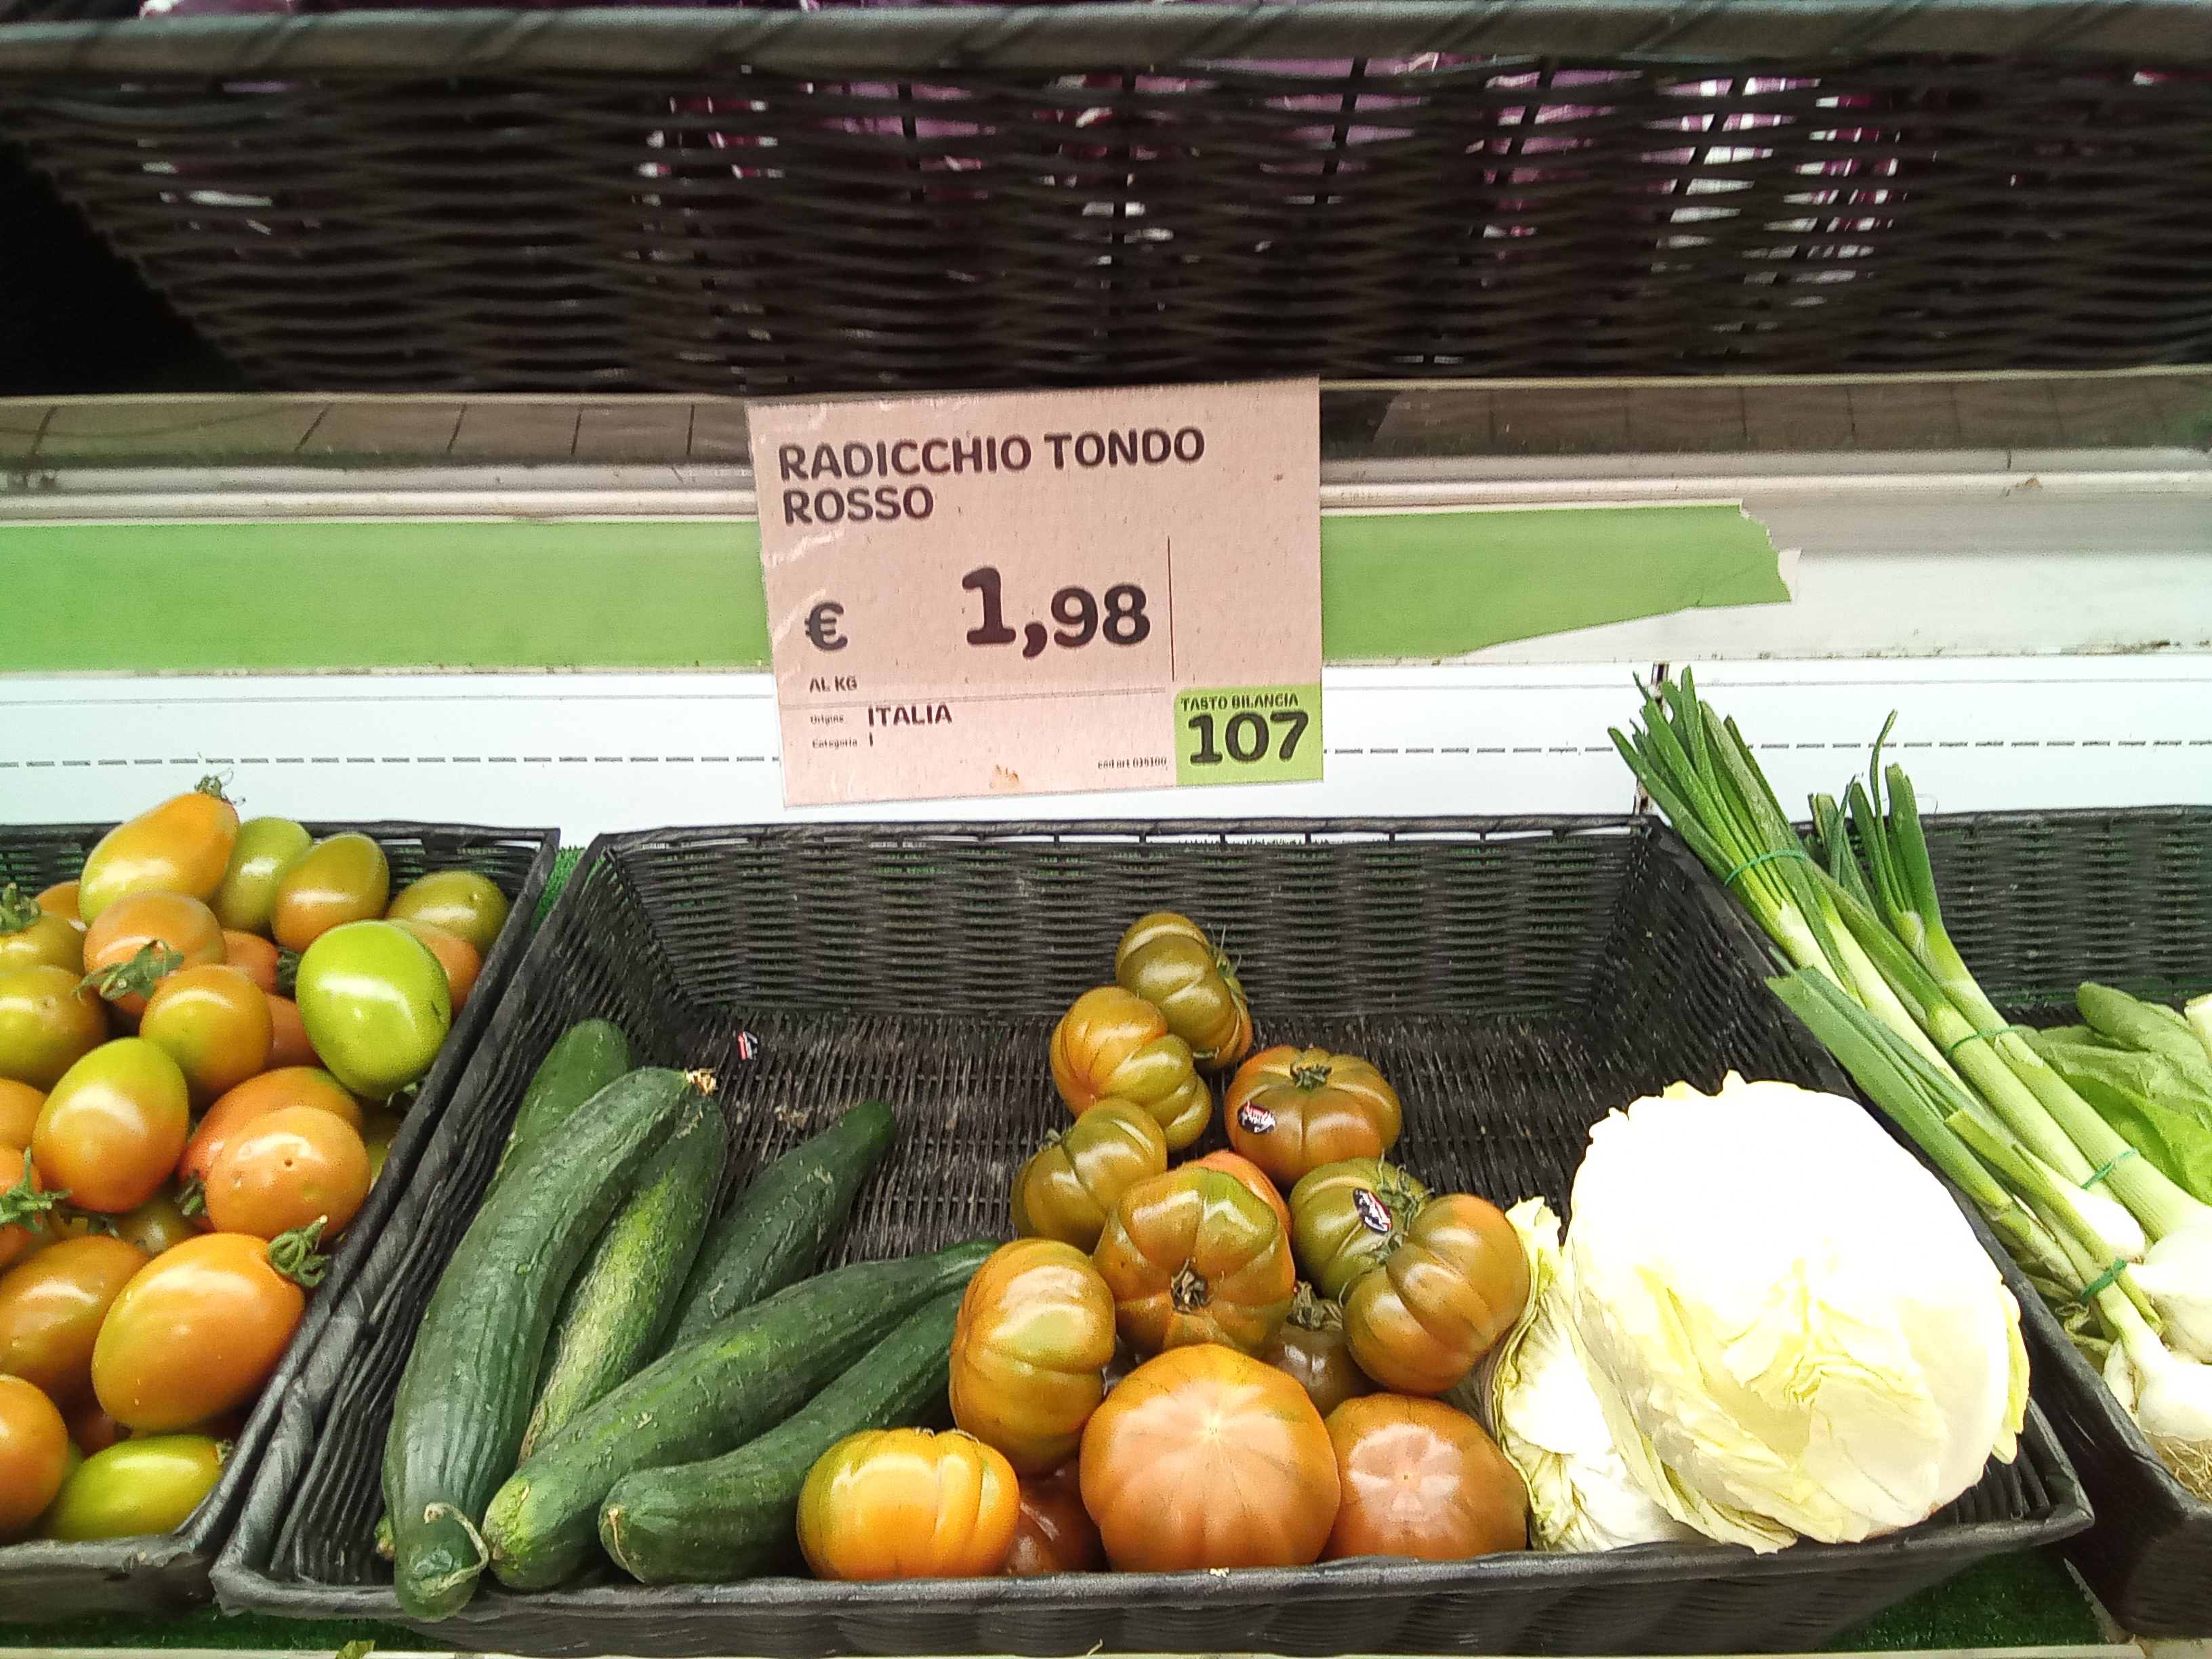 RADICCHIO TONDO
ROSSO
€ 1,98
AL KG
Origine ITALIA
Categoria I
TASTO BILANCIA
107